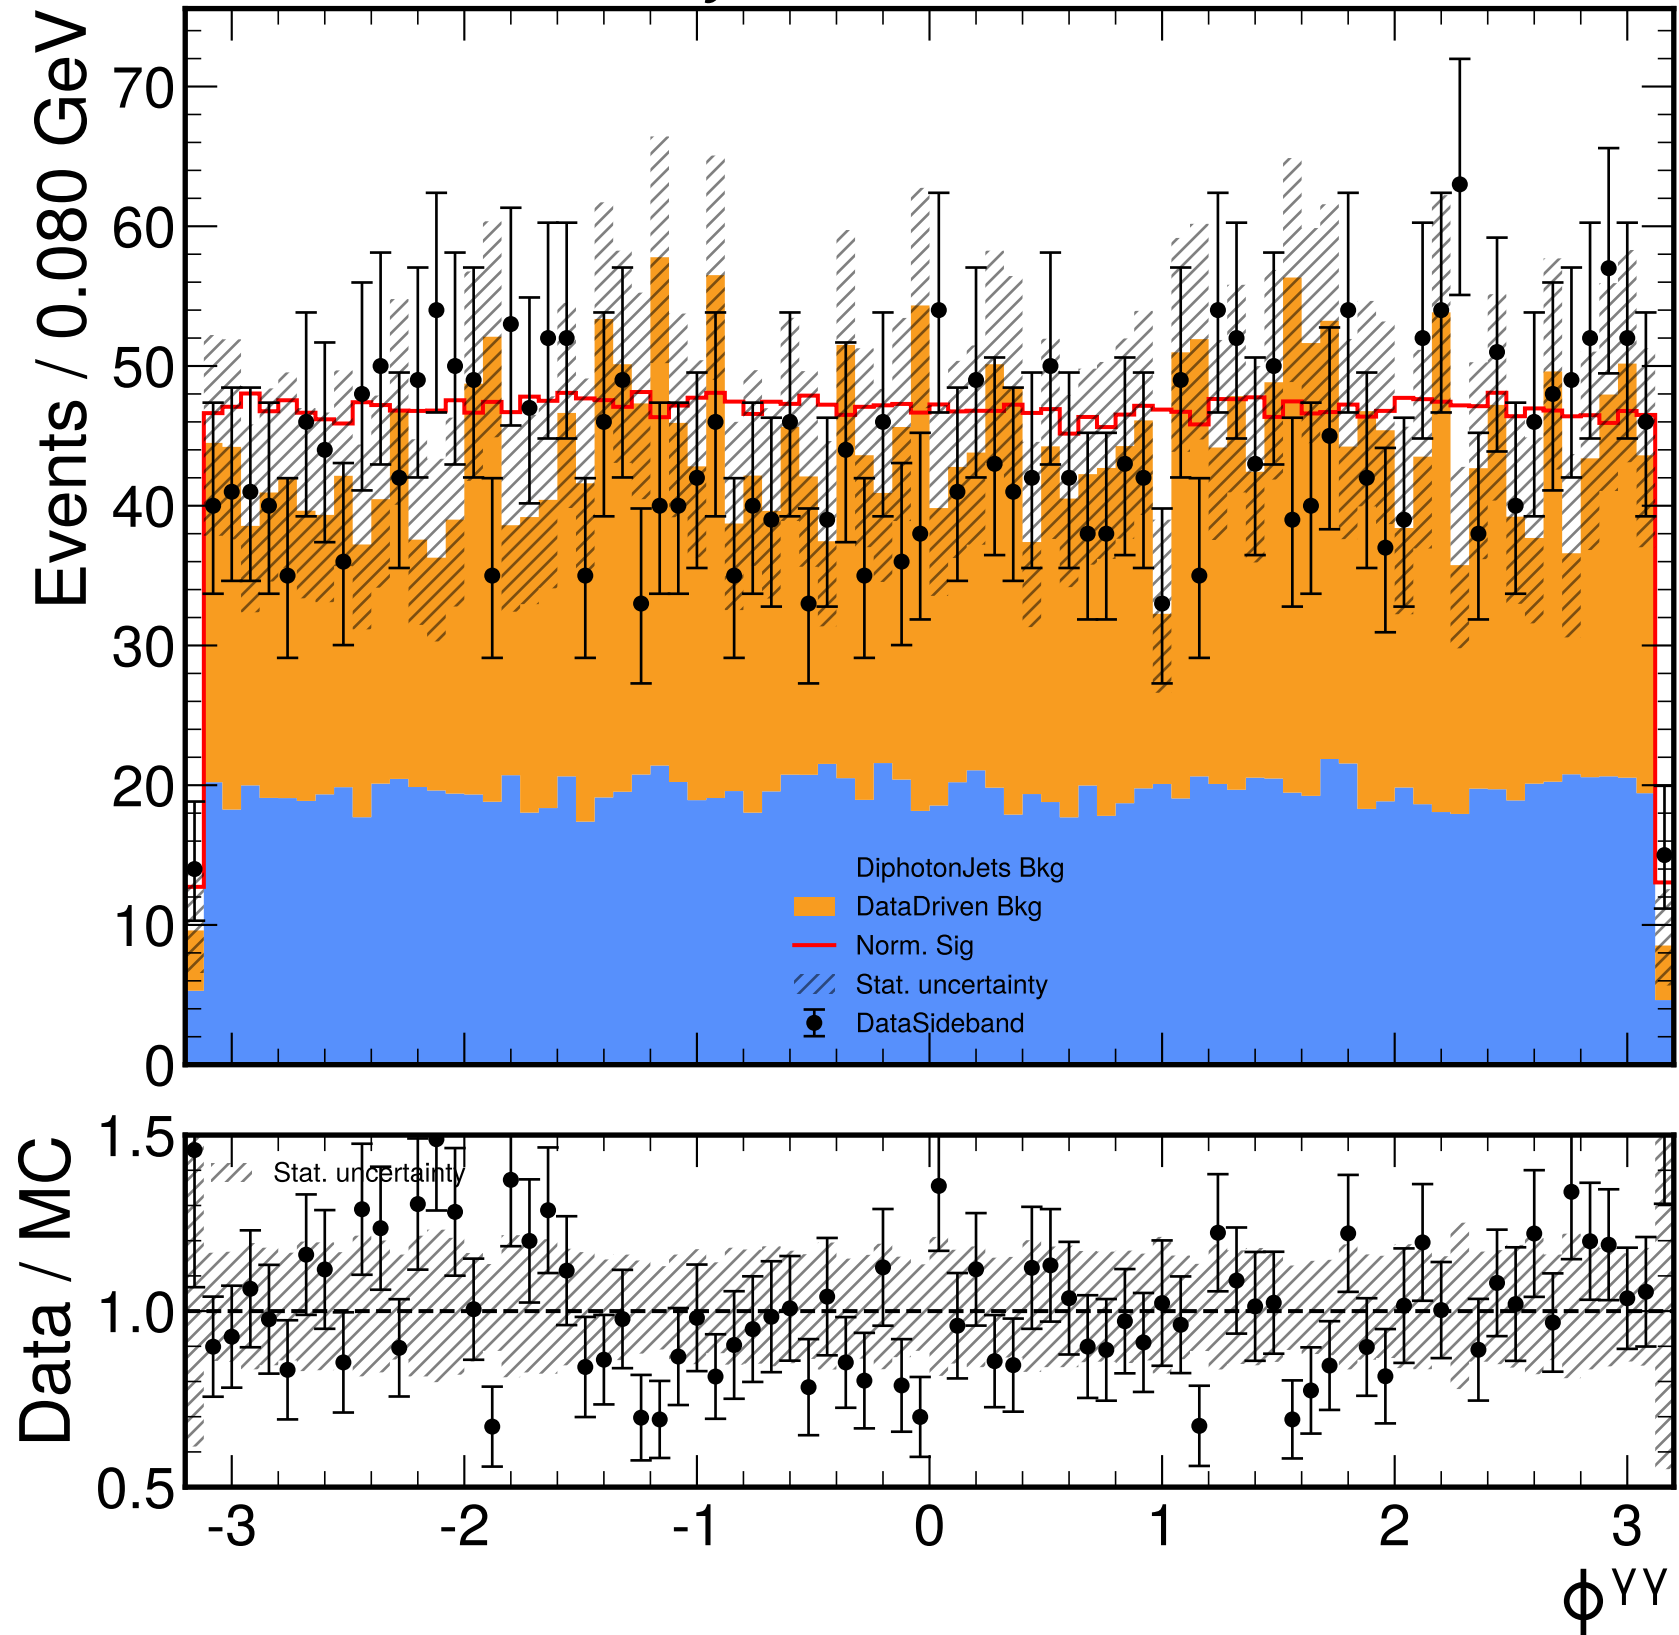 Events / 0.080 GeV
70
60
50
40
30
20
10
0
DiphotonJets Bkg
DataDriven Bkg
Norm. Sig
Stat. uncertainty
DataSideband
Data / MC
1.5
1.0
0.5
Stat. uncertainty
-3 -2 -1 0 1 2 3
ϕ^γγ